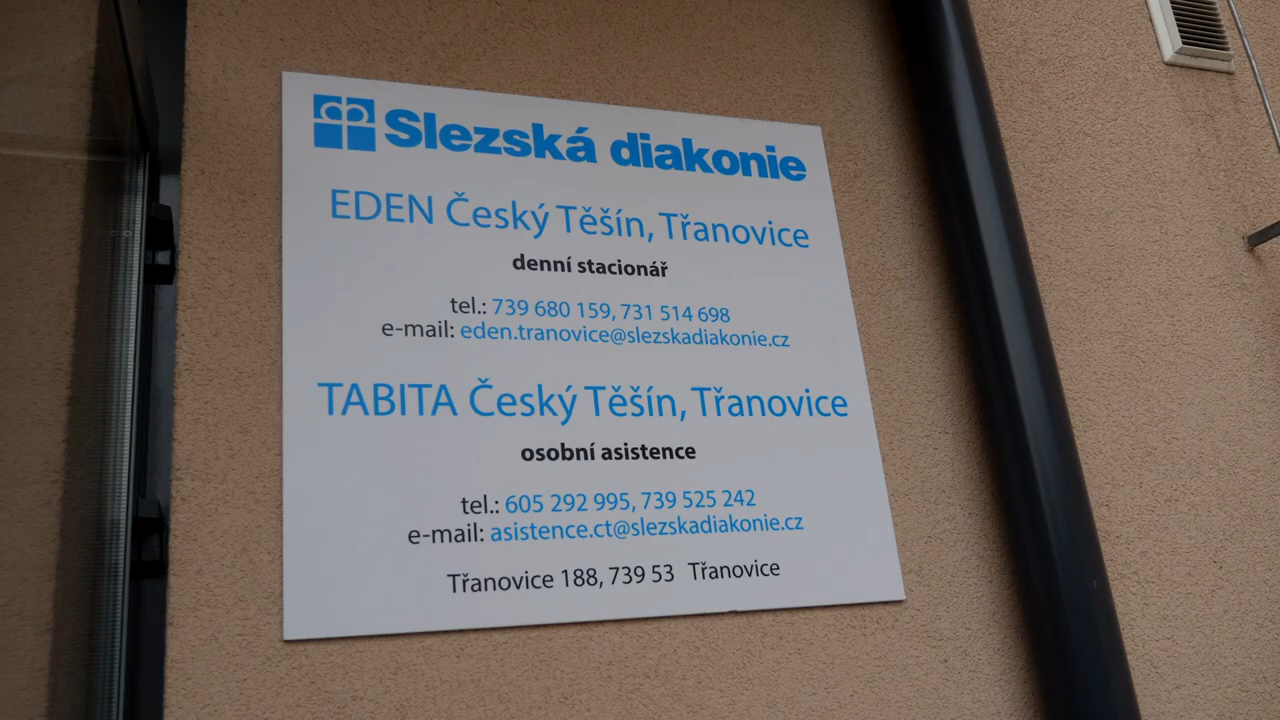 Slezská diakonie
EDEN Český Těšín, Třanovice
denní stacionář
tel.: 739 680 159, 731 514 698
e-mail: eden.tranovice@slezskadiakonie.cz
TABITA Český Těšín, Třanovice
osobní asistence
tel.: 605 292 995, 739 525 242
e-mail: asistence.ct@slezskadiakonie.cz
Třanovice 188, 739 53 Třanovice